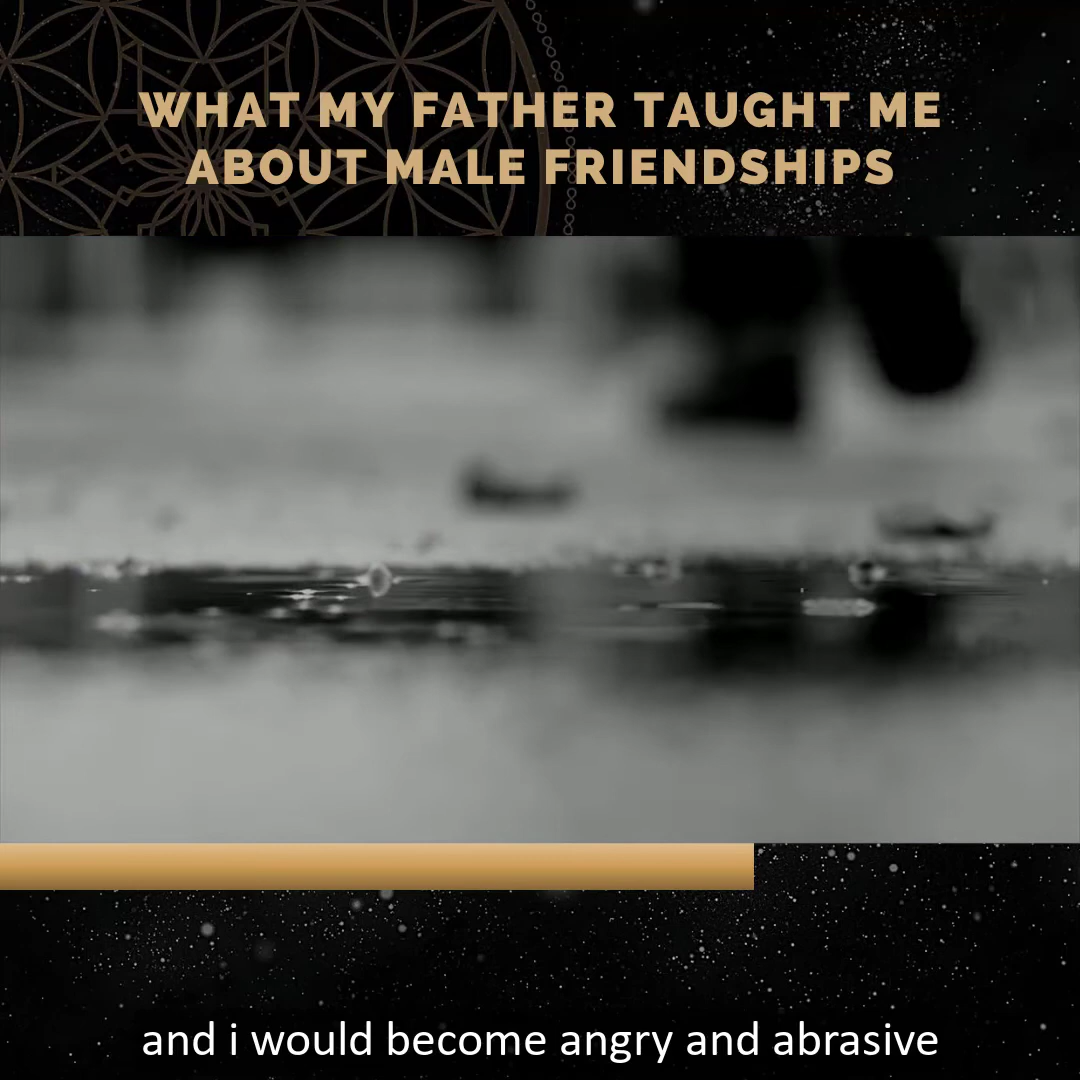 WHAT MY FATHER TAUGHT ME
ABOUT MALE FRIENDSHIPS
and i would become angry and abrasive